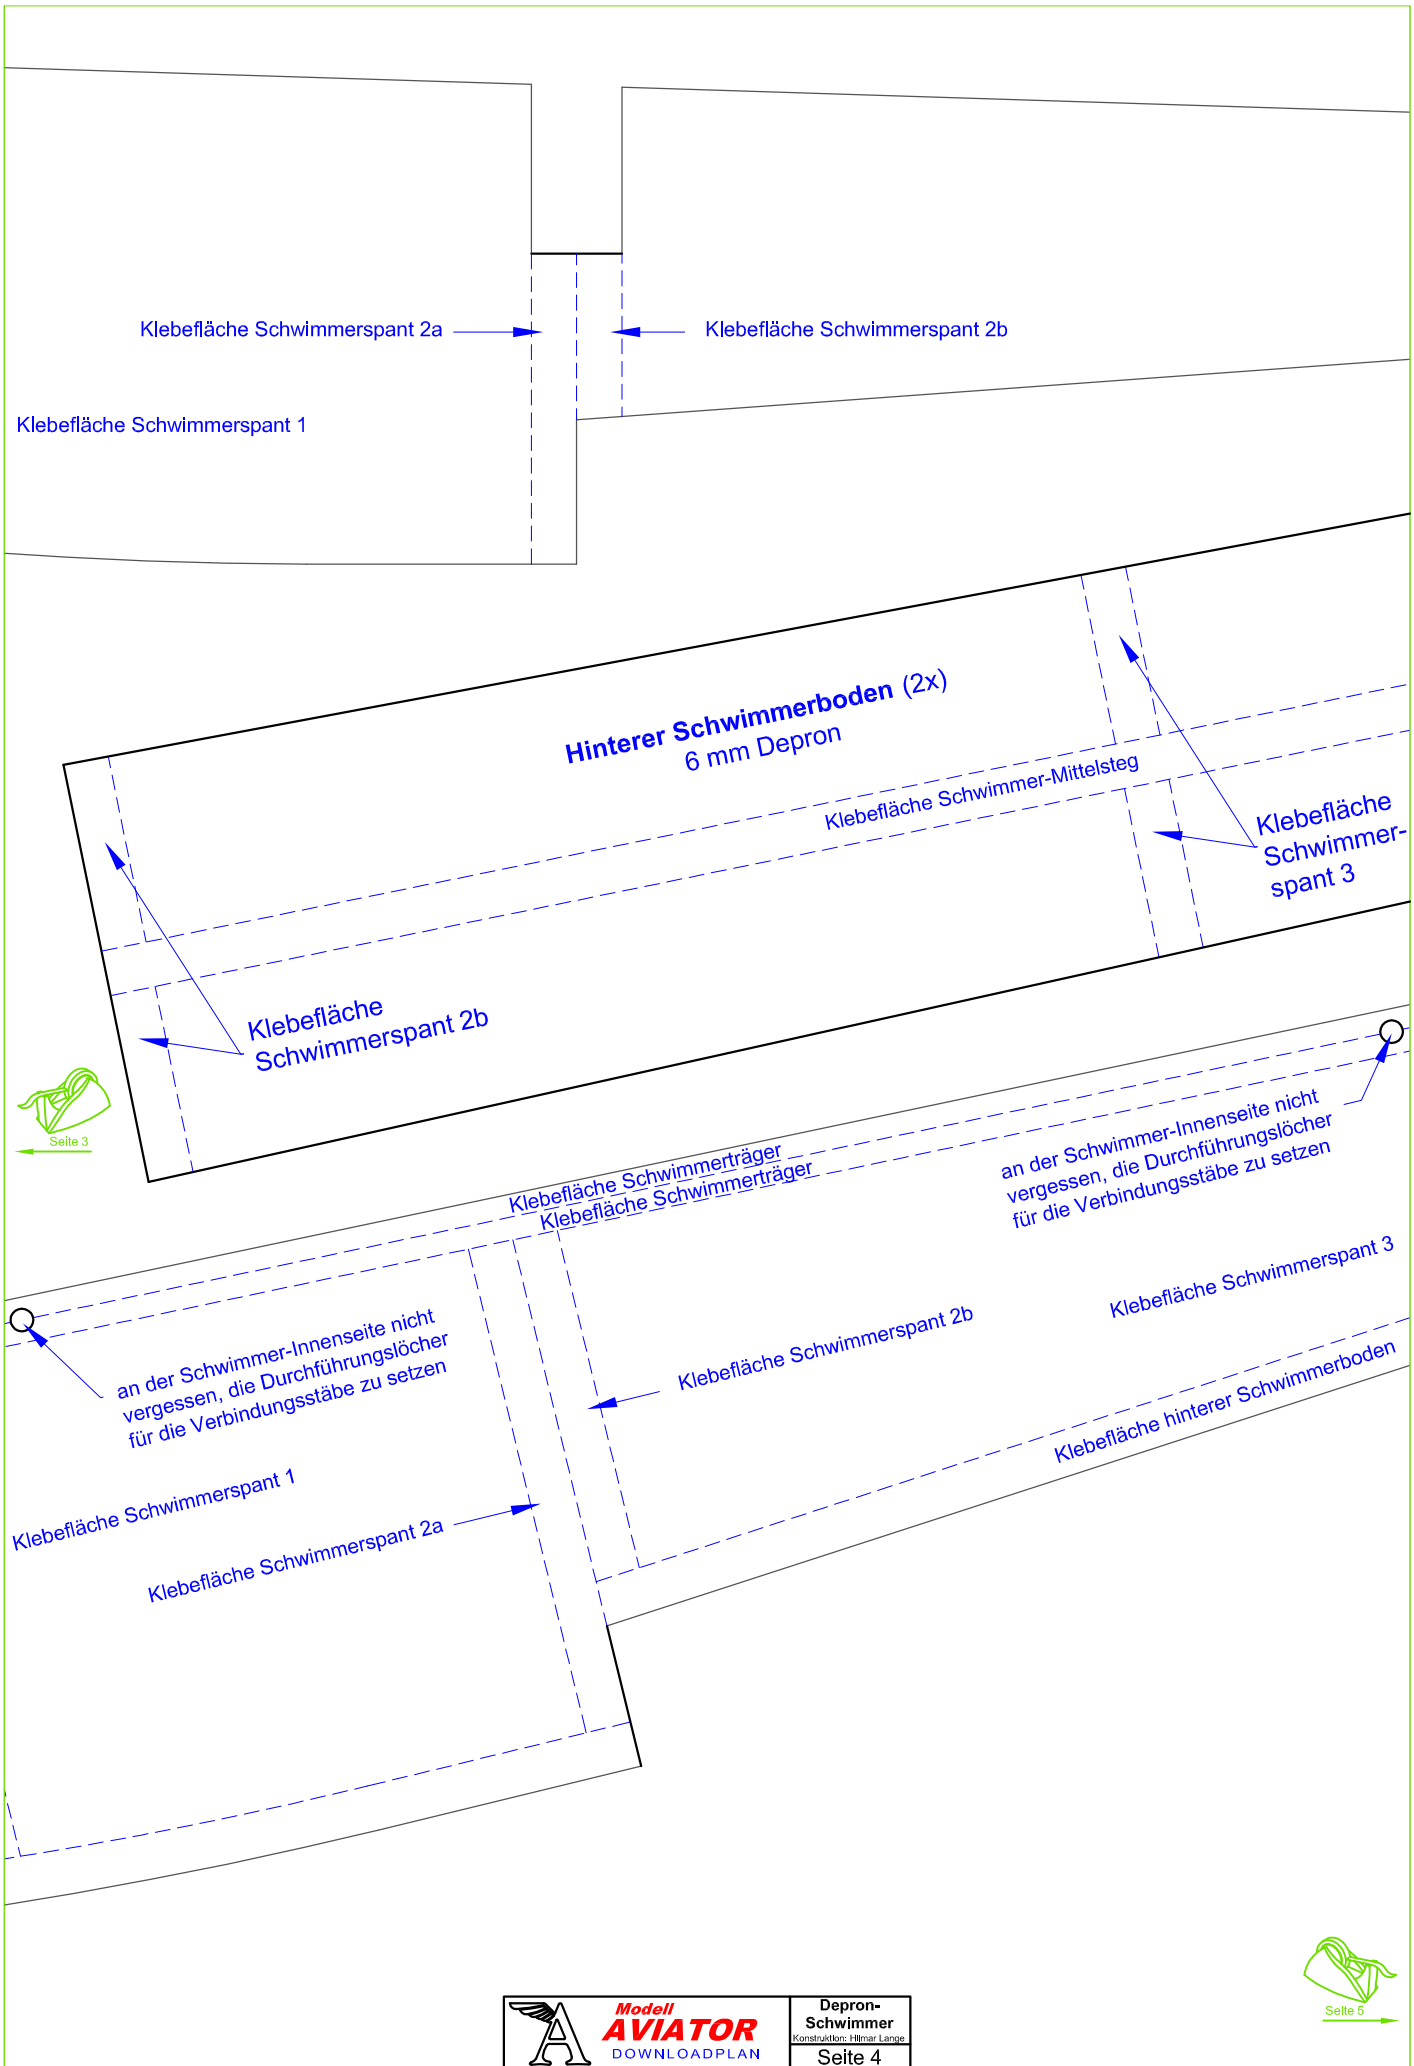 Klebefläche Schwimmerspant 2a
Klebefläche Schwimmerspant 2b
Klebefläche Schwimmerspant 1
Hinterer Schwimmerboden (2x)
6 mm Depron
Klebefläche Schwimmer-Mittelsteg
Klebefläche
Schwimmer-
spant 3
Klebefläche
Schwimmerspant 2b
Seite 3
Klebefläche Schwimmerträger
Klebefläche Schwimmerträger
an der Schwimmer-Innenseite nicht
vergessen, die Durchführungslöcher
für die Verbindungsstäbe zu setzen
Klebefläche Schwimmerspant 3
an der Schwimmer-Innenseite nicht
vergessen, die Durchführungslöcher
für die Verbindungsstäbe zu setzen
Klebefläche Schwimmerspant 2b
Klebefläche hinterer Schwimmerboden
Klebefläche Schwimmerspant 1
Klebefläche Schwimmerspant 2a
Seite 5
A
Modell
AVIATOR
DOWNLOADPLAN
Depron-
Schwimmer
Konstruktion: Hilmar Lange
Seite 4